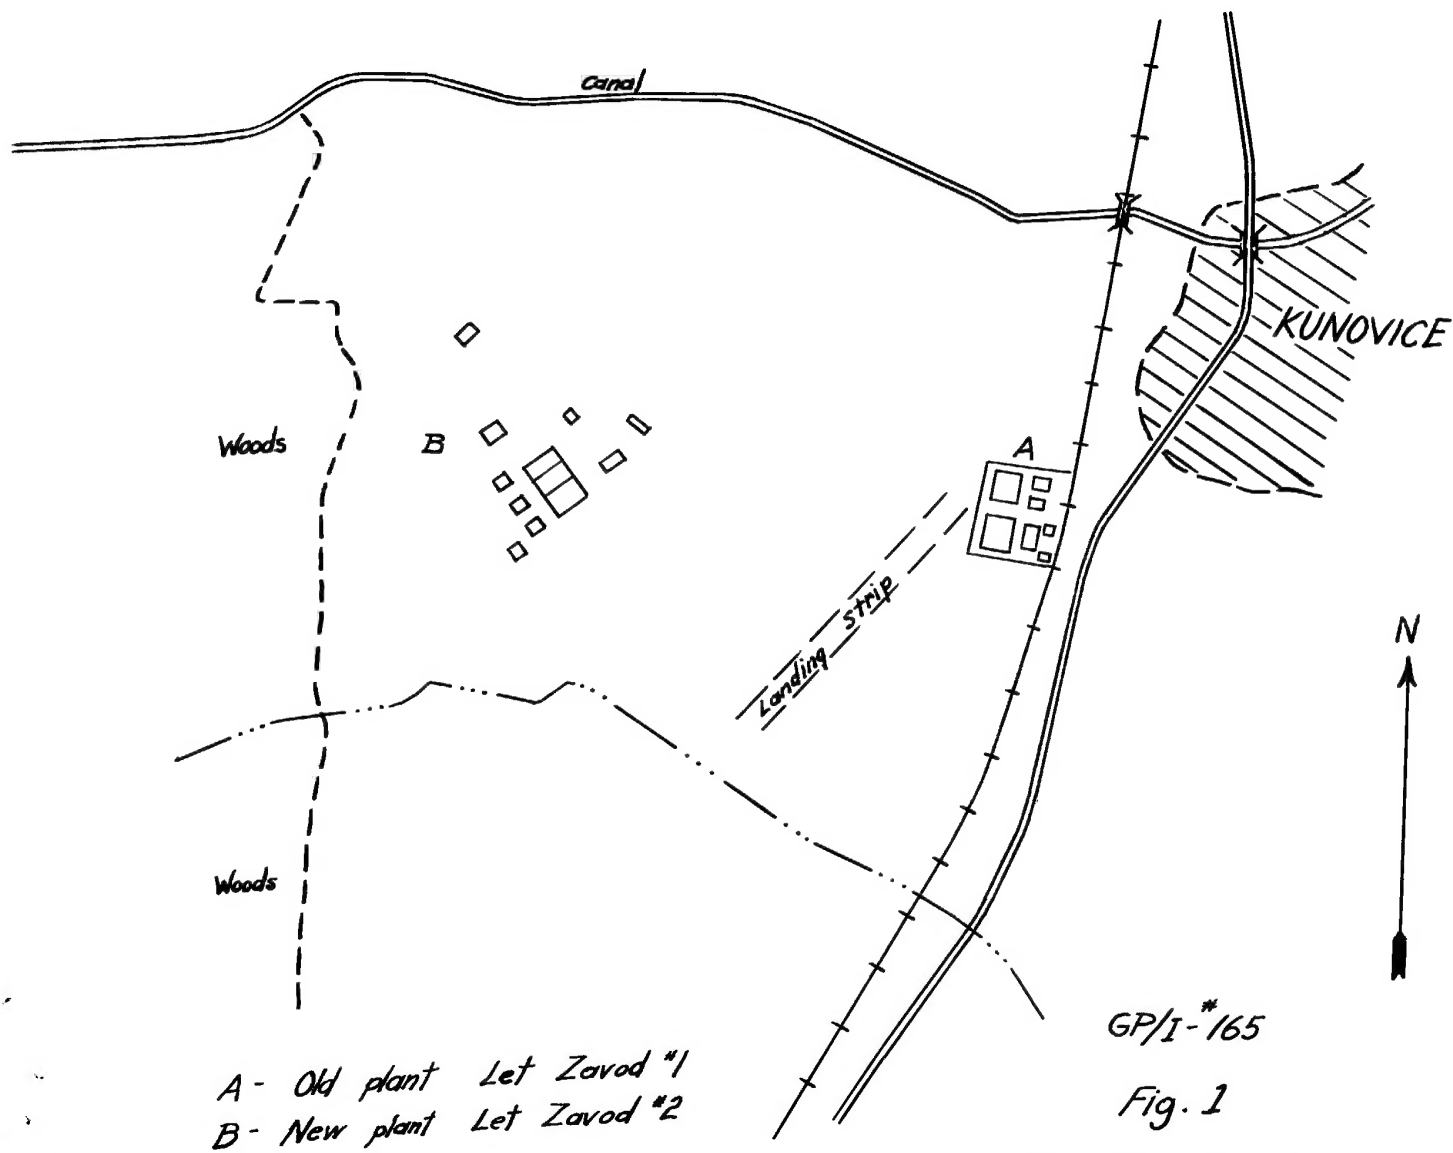 Canal
KUNOVICE
Woods
B
A
Landing strip
N
Woods
GP/I-#165
A - Old plant Let Zavod #1
B - New plant Let Zavod #2
Fig. 1